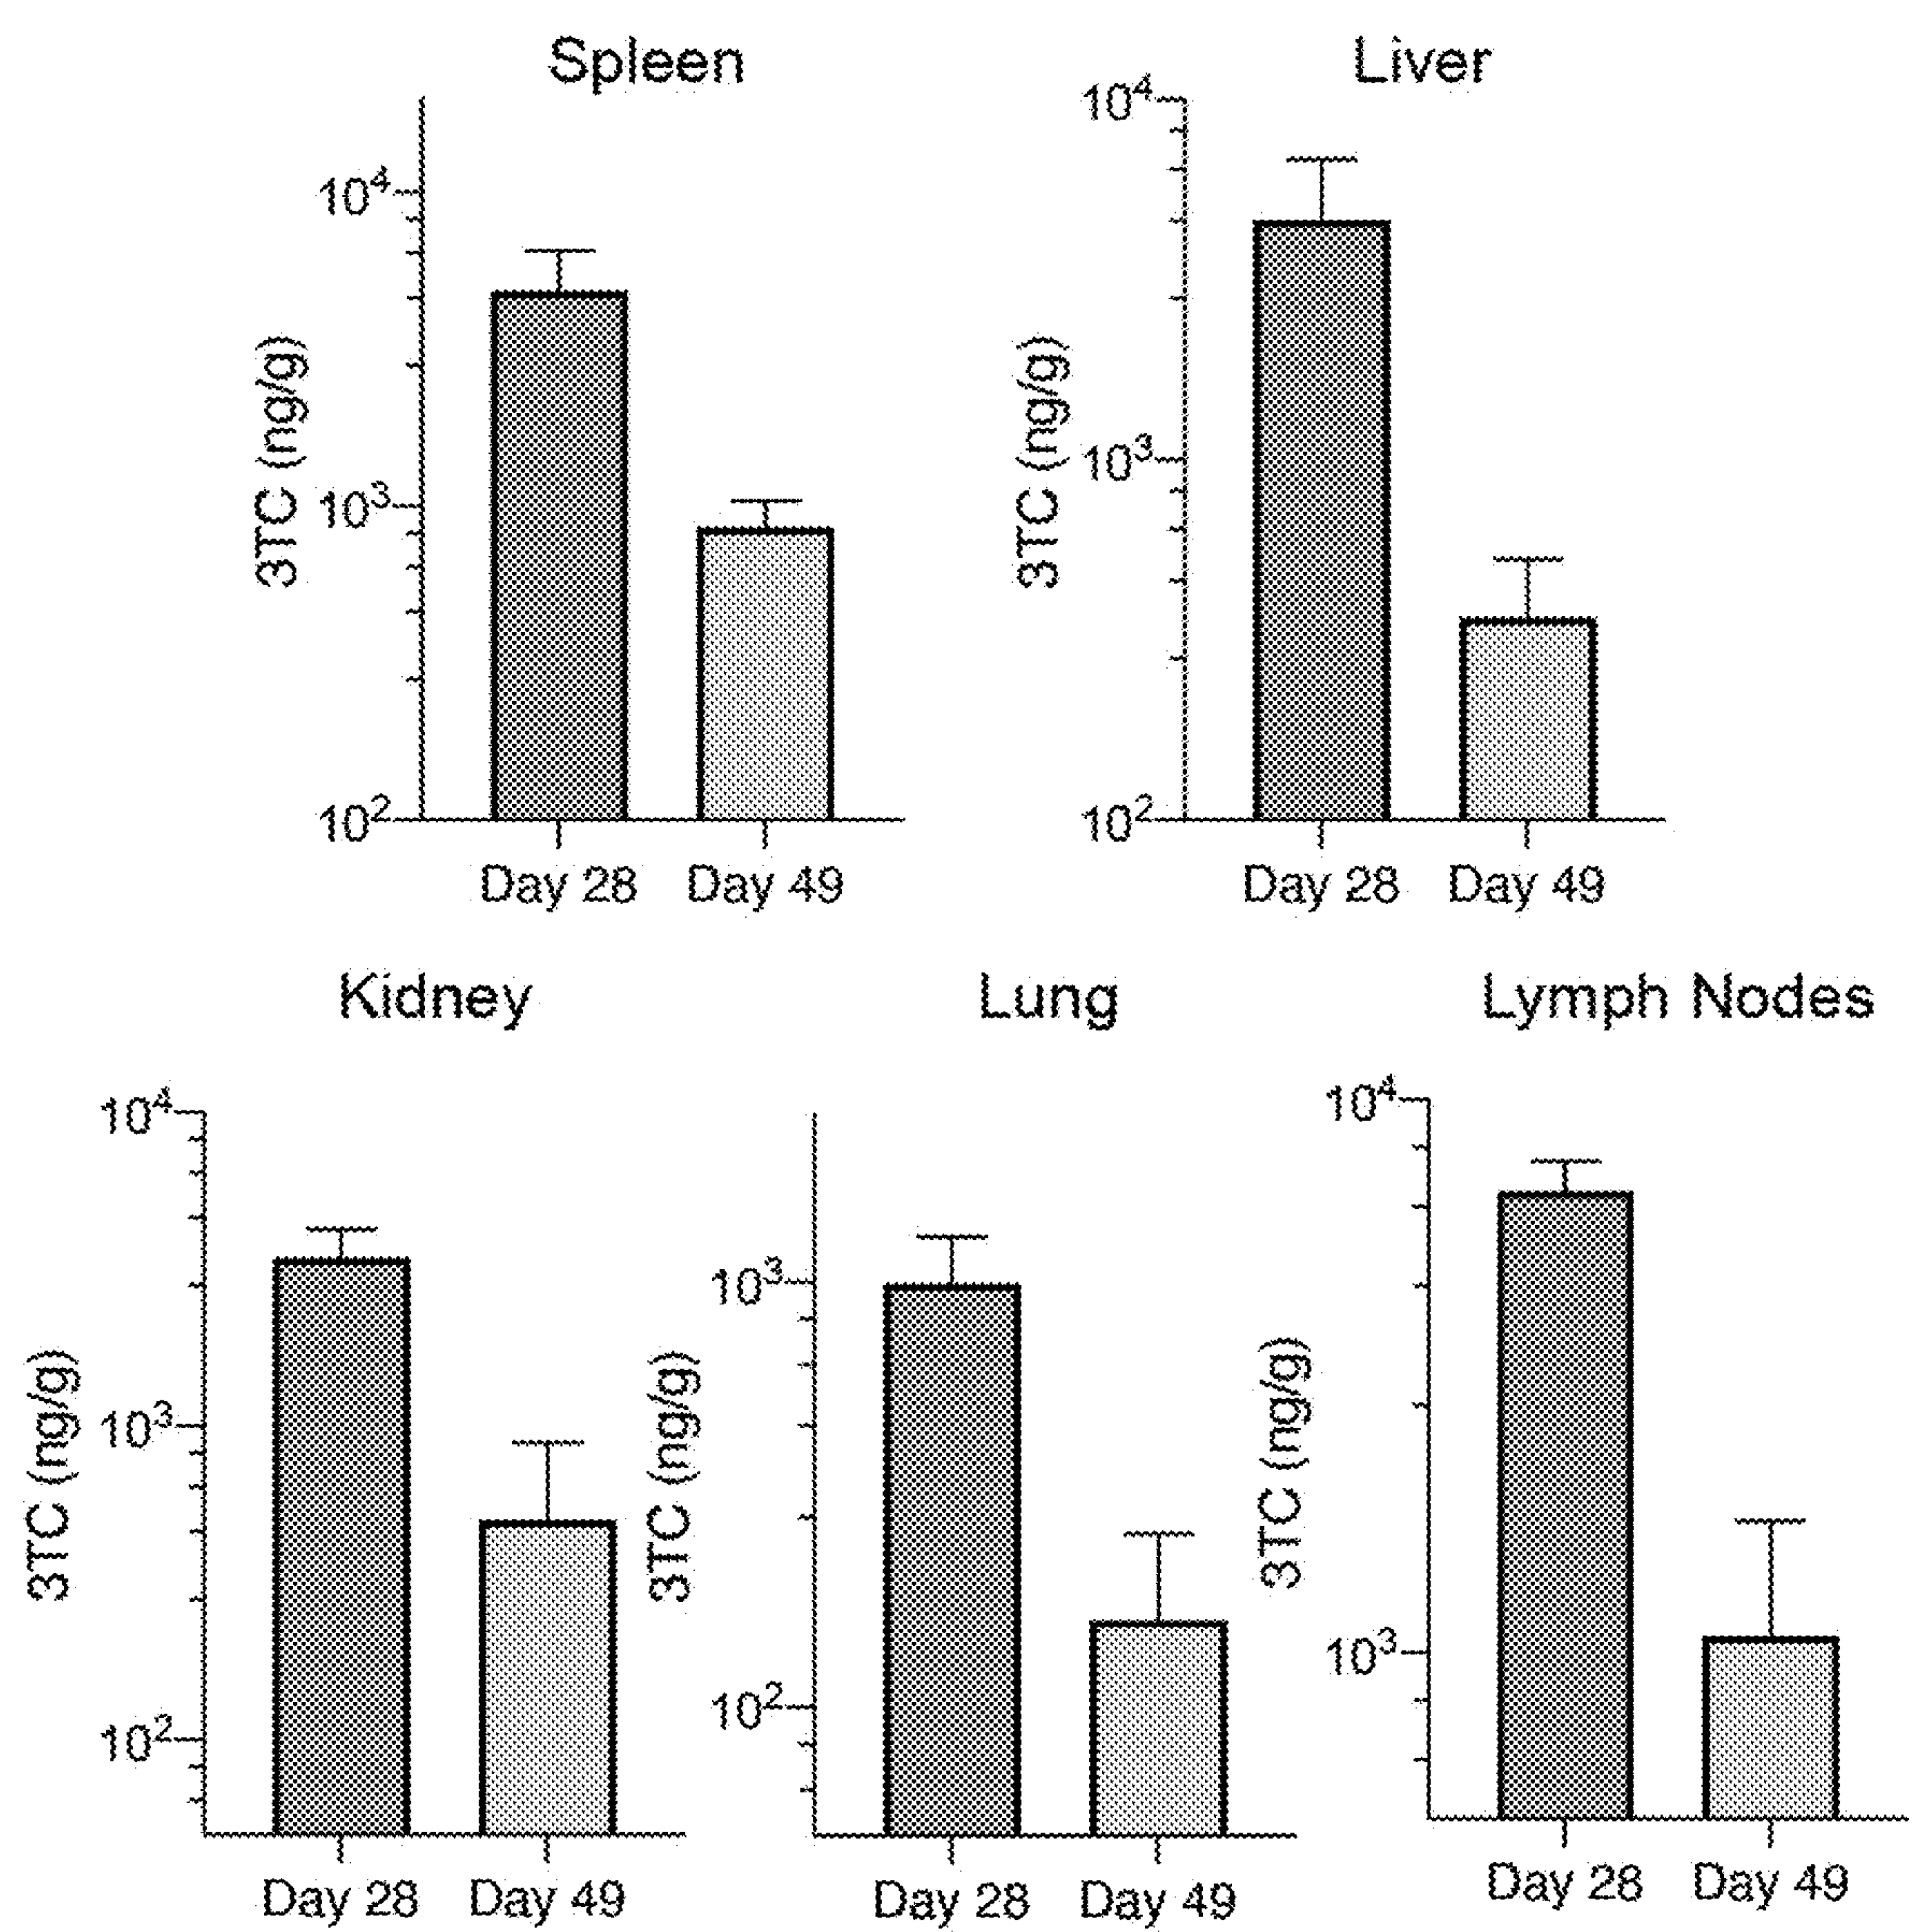 Spleen
3TC (ng/g)
10⁴
10³
10²
Day 28 Day 49
Liver
3TC (ng/g)
10⁴
10³
10²
Day 28 Day 49
Kidney
3TC (ng/g)
10⁴
10³
10²
Day 28 Day 49
Lung
3TC (ng/g)
10³
10²
Day 28 Day 49
Lymph Nodes
3TC (ng/g)
10⁴
10³
Day 28 Day 49